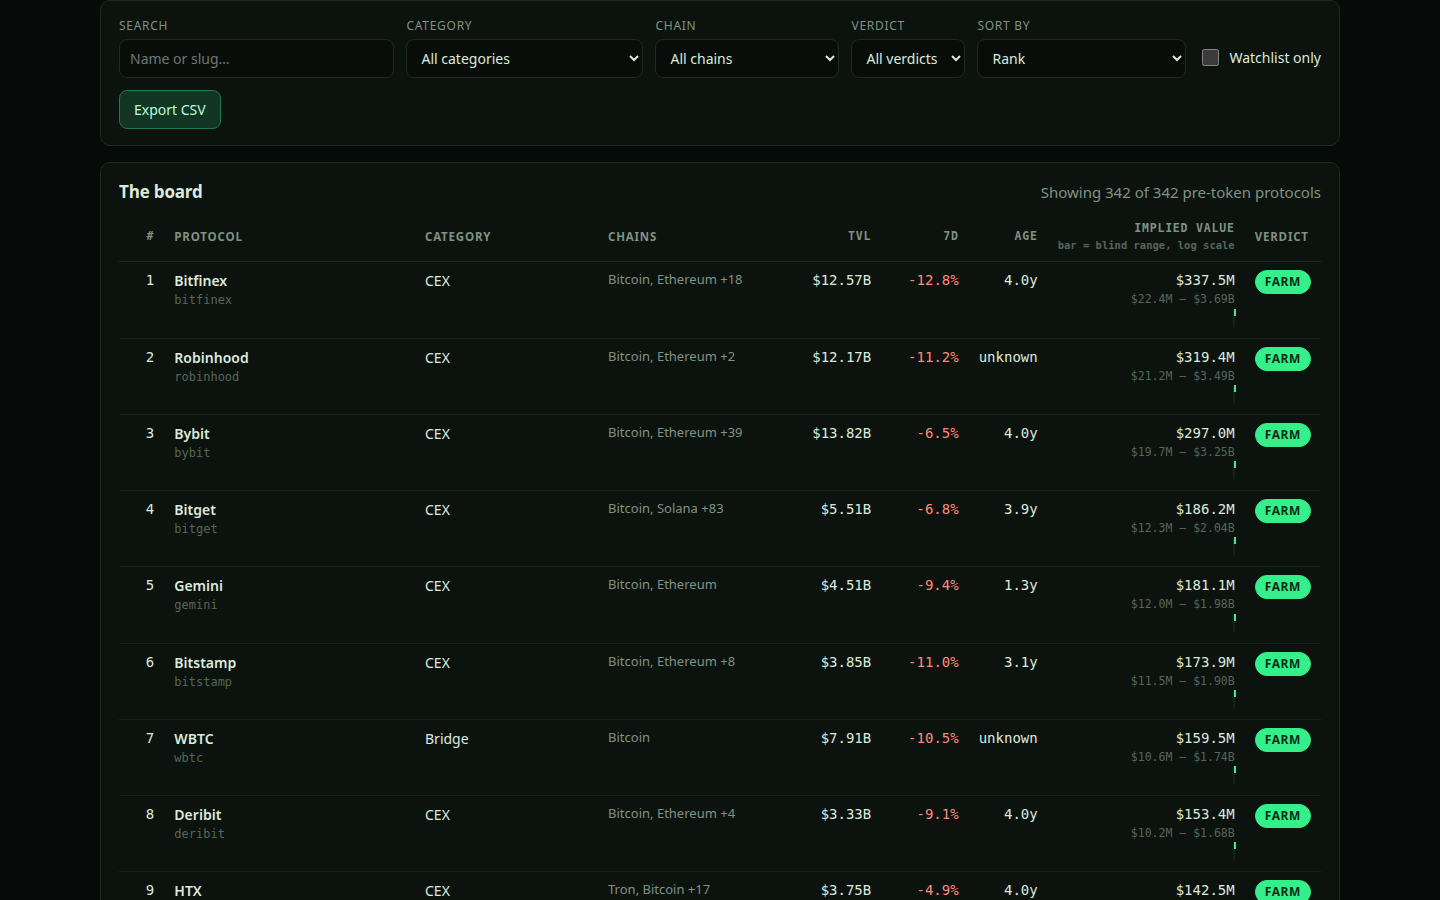 SEARCH CATEGORY CHAIN VERDICT SORT BY
Name or slug... All categories All chains All verdicts Rank Watchlist only
Export CSV
The board Showing 342 of 342 pre-token protocols
# PROTOCOL CATEGORY CHAINS TVL 7D AGE IMPLIED VALUE VERDICT
bar = blind range, log scale
1 Bitfinex CEX Bitcoin, Ethereum +18 $12.57B -12.8% 4.0y $337.5M FARM
bitfinex $22.4M — $3.69B
2 Robinhood CEX Bitcoin, Ethereum +2 $12.17B -11.2% unknown $319.4M FARM
robinhood $21.2M — $3.49B
3 Bybit CEX Bitcoin, Ethereum +39 $13.82B -6.5% 4.0y $297.0M FARM
bybit $19.7M — $3.25B
4 Bitget CEX Bitcoin, Solana +83 $5.51B -6.8% 3.9y $186.2M FARM
bitget $12.3M — $2.04B
5 Gemini CEX Bitcoin, Ethereum $4.51B -9.4% 1.3y $181.1M FARM
gemini $12.0M — $1.98B
6 Bitstamp CEX Bitcoin, Ethereum +8 $3.85B -11.0% 3.1y $173.9M FARM
bitstamp $11.5M — $1.90B
7 WBTC Bridge Bitcoin $7.91B -10.5% unknown $159.5M FARM
wbtc $10.6M — $1.74B
8 Deribit CEX Bitcoin, Ethereum +4 $3.33B -9.1% 4.0y $153.4M FARM
deribit $10.2M — $1.68B
9 HTX CEX Tron, Bitcoin +17 $3.75B -4.9% 4.0y $142.5M FARM